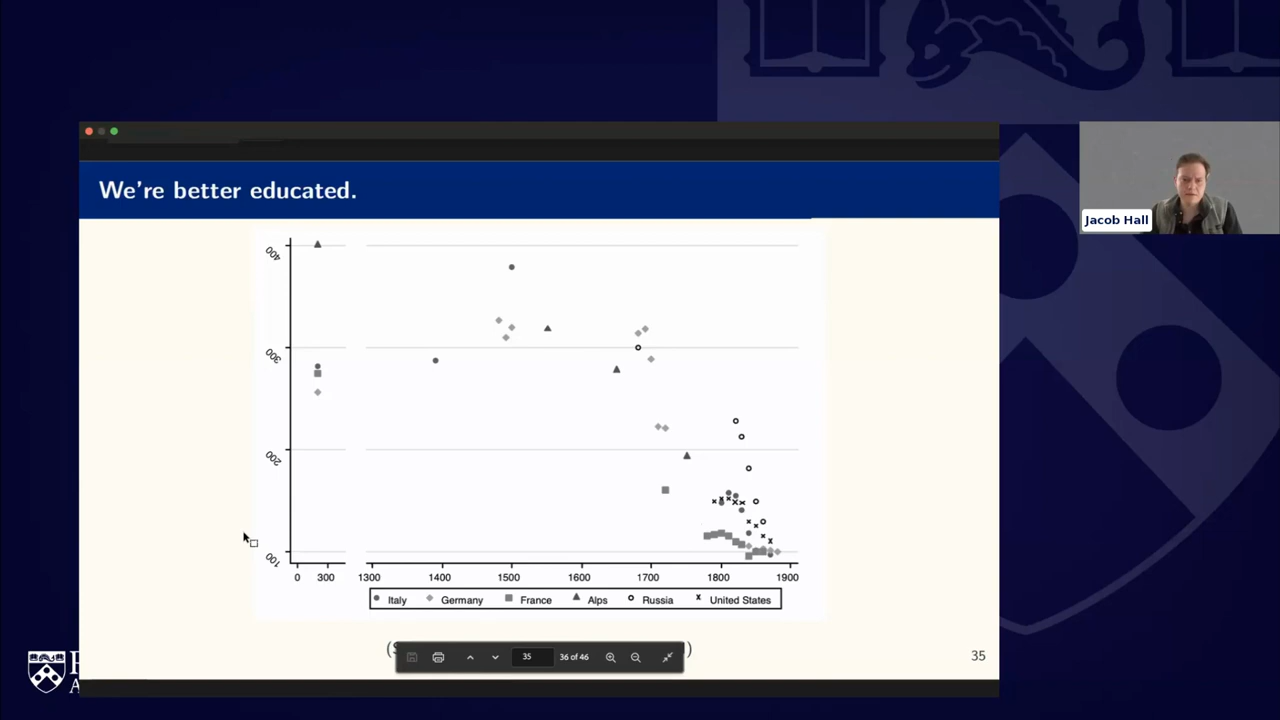 We're better educated.
Jacob Hall
400
300
200
100
0 300 1300 1400 1500 1600 1700 1800 1900
Italy Germany France Alps Russia United States
35 36 of 46
35